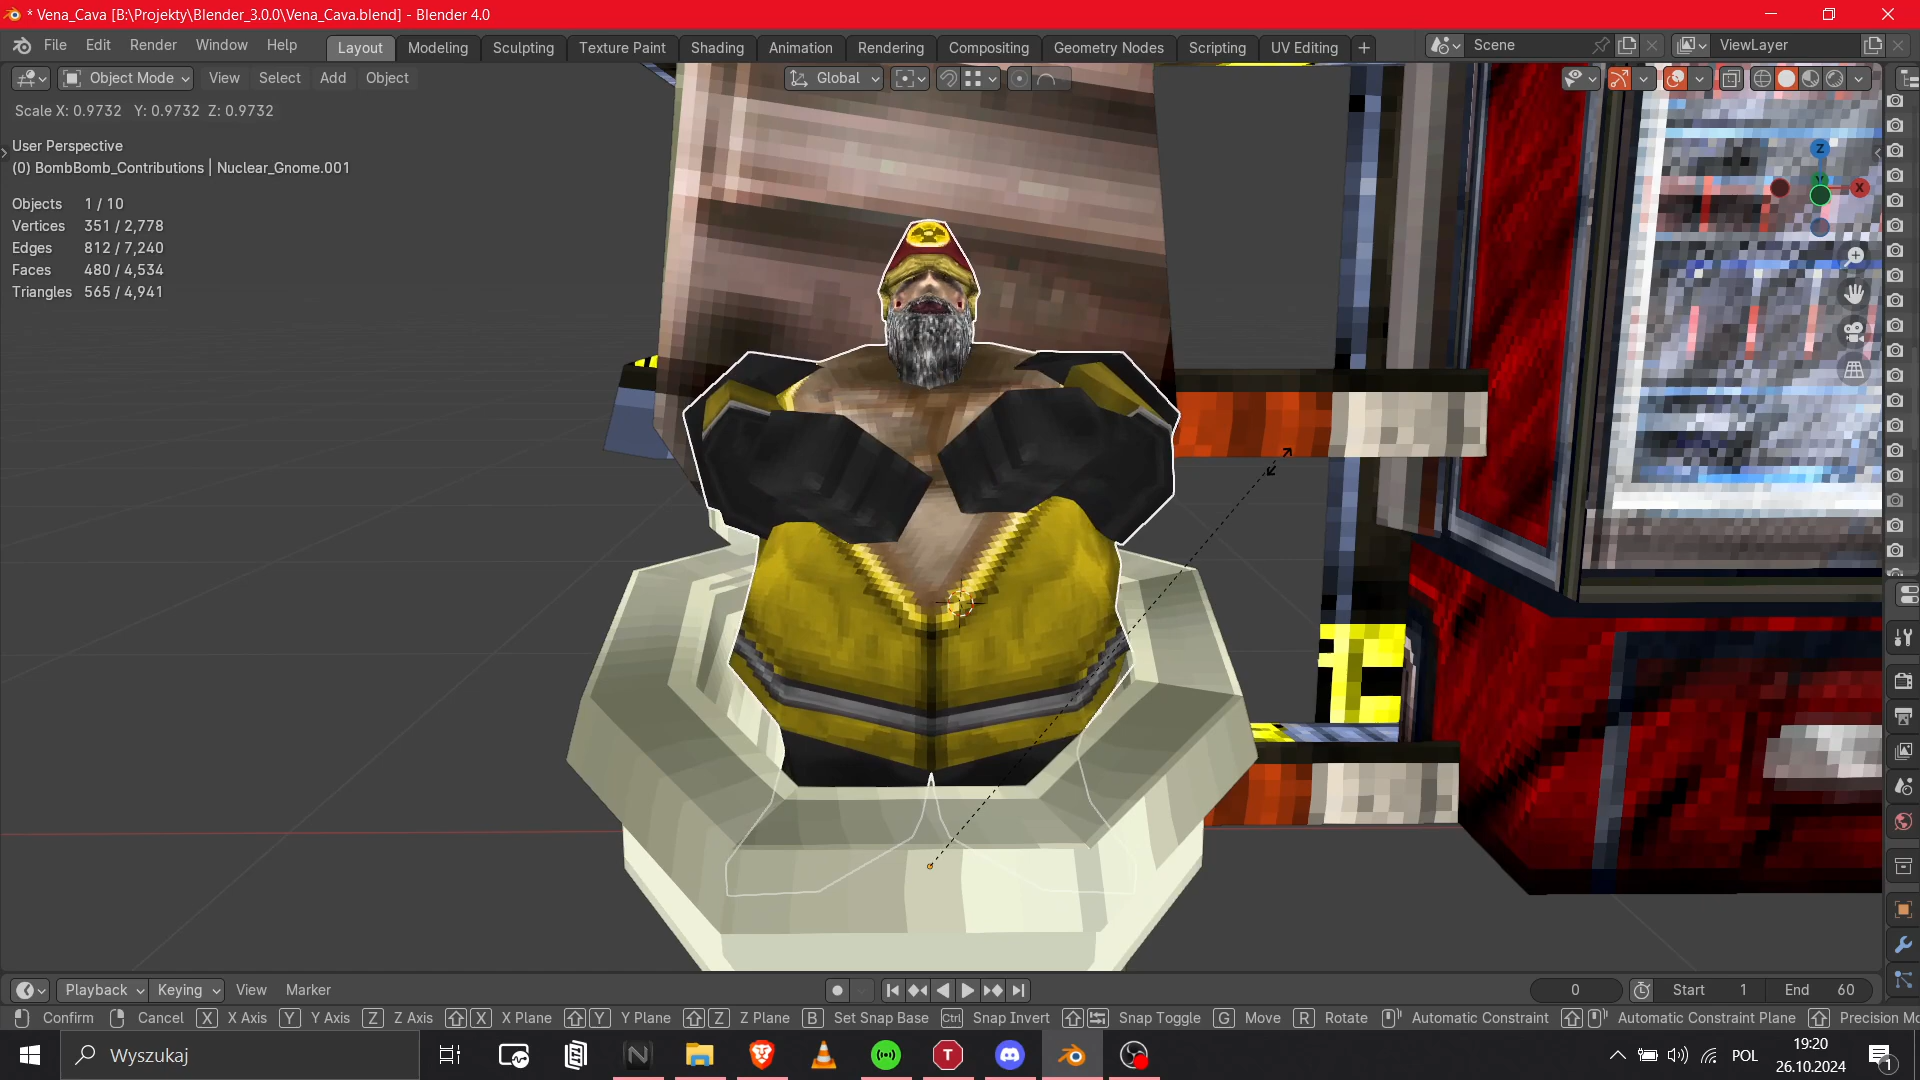 * Vena_Cava [B:\Projekty\Blender_3.0.0\Vena_Cava.blend] - Blender 4.0
File Edit Render Window Help Layout Modeling Sculpting Texture Paint Shading Animation Rendering Compositing Geometry Nodes Scripting UV Editing + Scene ViewLayer
Object Mode View Select Add Object Global
Scale X: 0.9732 Y: 0.9732 Z: 0.9732
User Perspective
(0) BombBomb_Contributions | Nuclear_Gnome.001
Z
X
Objects 1 / 10
Vertices 351 / 2,778
Edges 812 / 7,240
Faces 480 / 4,534
Triangles 565 / 4,941
Playback Keying View Marker 0 Start 1 End 60
Confirm Cancel X X Axis Y Y Axis Z Z Axis X X Plane Y Y Plane Z Z Plane B Set Snap Base Ctrl Snap Invert Snap Toggle G Move R Rotate Automatic Constraint Automatic Constraint Plane Precision Mo
Wyszukaj N T POL 19:20
26.10.2024 1